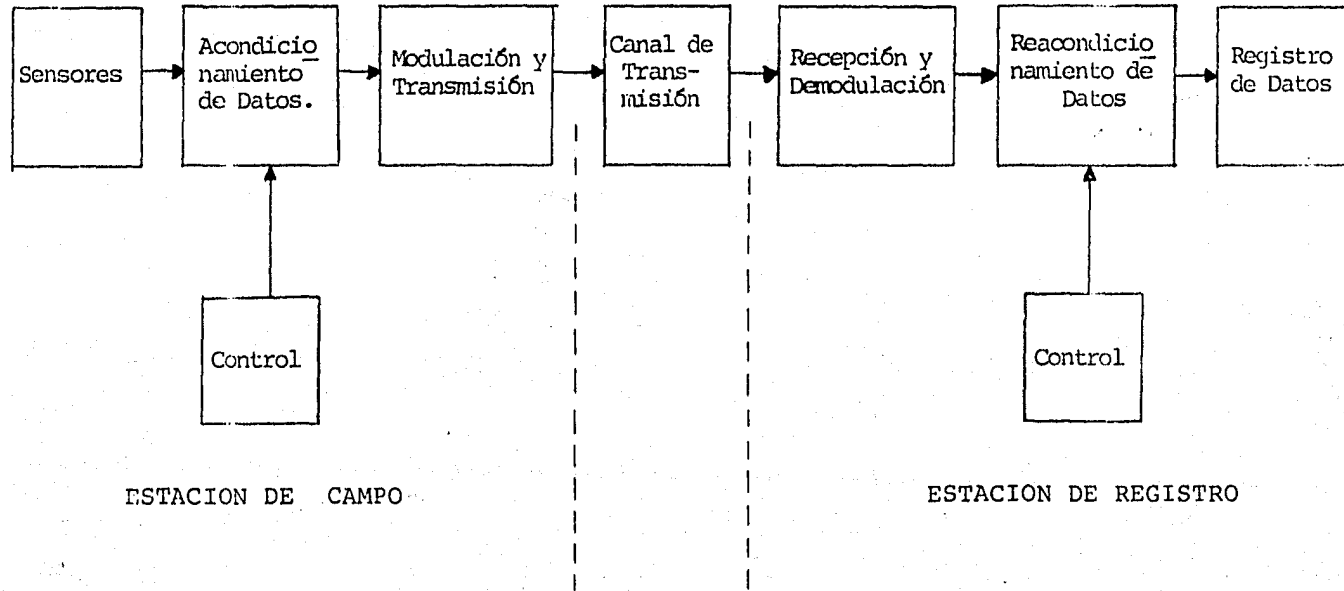 Sensores
Acondicio
namiento
de Datos.
Modulación y
Transmisión
Canal de
Trans-
misión
Recepción y
Demodulación
Reacondicio
namiento de
Datos
Registro
de Datos
Control
Control
ESTACION DE CAMPO
ESTACION DE REGISTRO